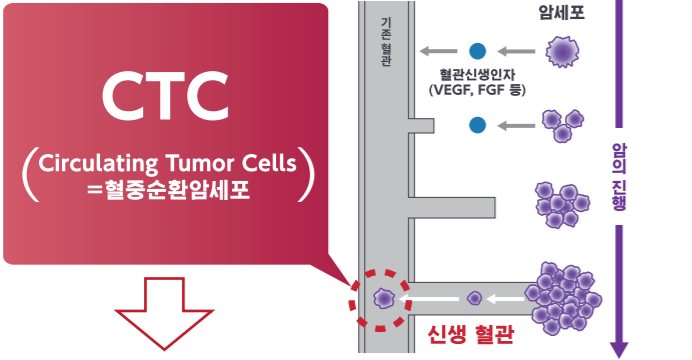 CTC
(Circulating Tumor Cells
=혈중순환암세포)
기존 혈관
암세포
혈관신생인자
(VEGF, FGF 등)
암의 진행
신생 혈관